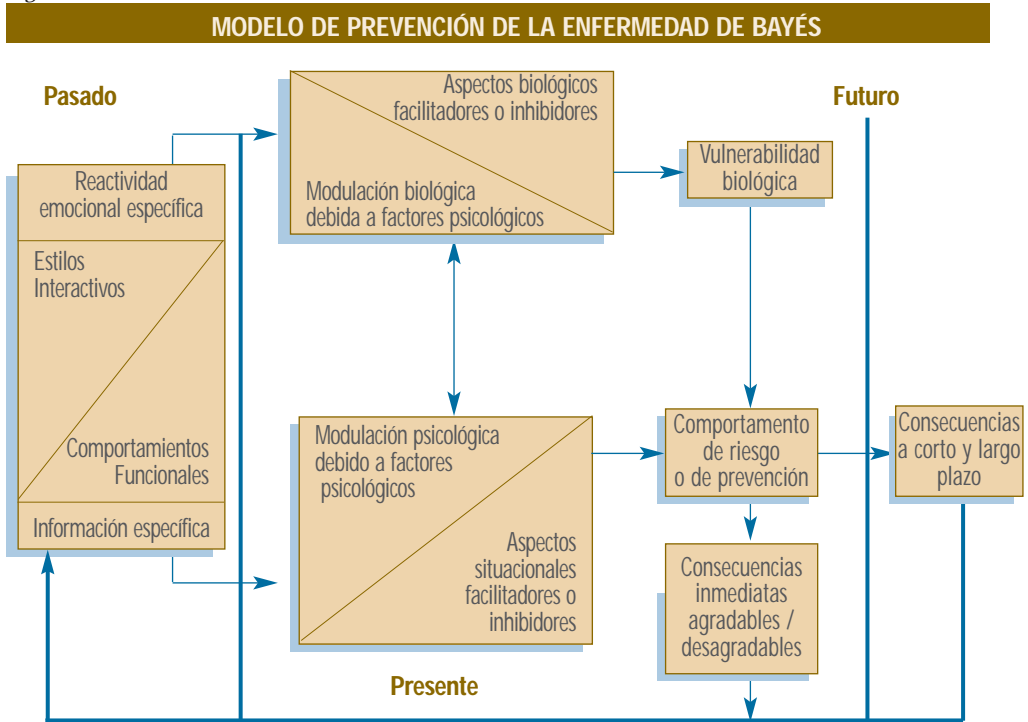 MODELO DE PREVENCIÓN DE LA ENFERMEDAD DE BAYÉS
Pasado
Futuro
Reactividad
emocional específica
Estilos
Interactivos
Comportamientos
Funcionales
Información específica
Aspectos biológicos
facilitadores o inhibidores
Modulación biológica
debida a factores psicológicos
Modulación psicológica
debido a factores
psicológicos
Aspectos
situacionales
facilitadores o
inhibidores
Vulnerabilidad
biológica
Comportamento
de riesgo
o de prevención
Consecuencias
inmediatas
agradables /
desagradables
Consecuencias
a corto y largo
plazo
Presente